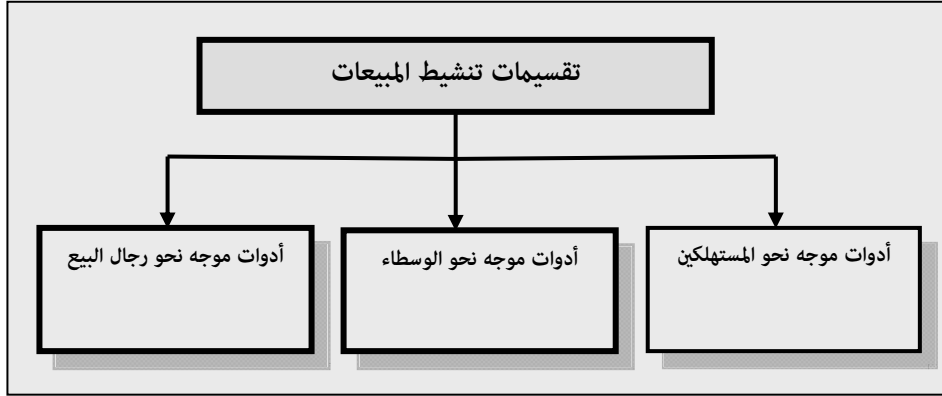 تقسيمات تنشيط المبيعات
أدوات موجه نحو المستهلكين
أدوات موجه نحو الوسطاء
أدوات موجه نحو رجال البيع